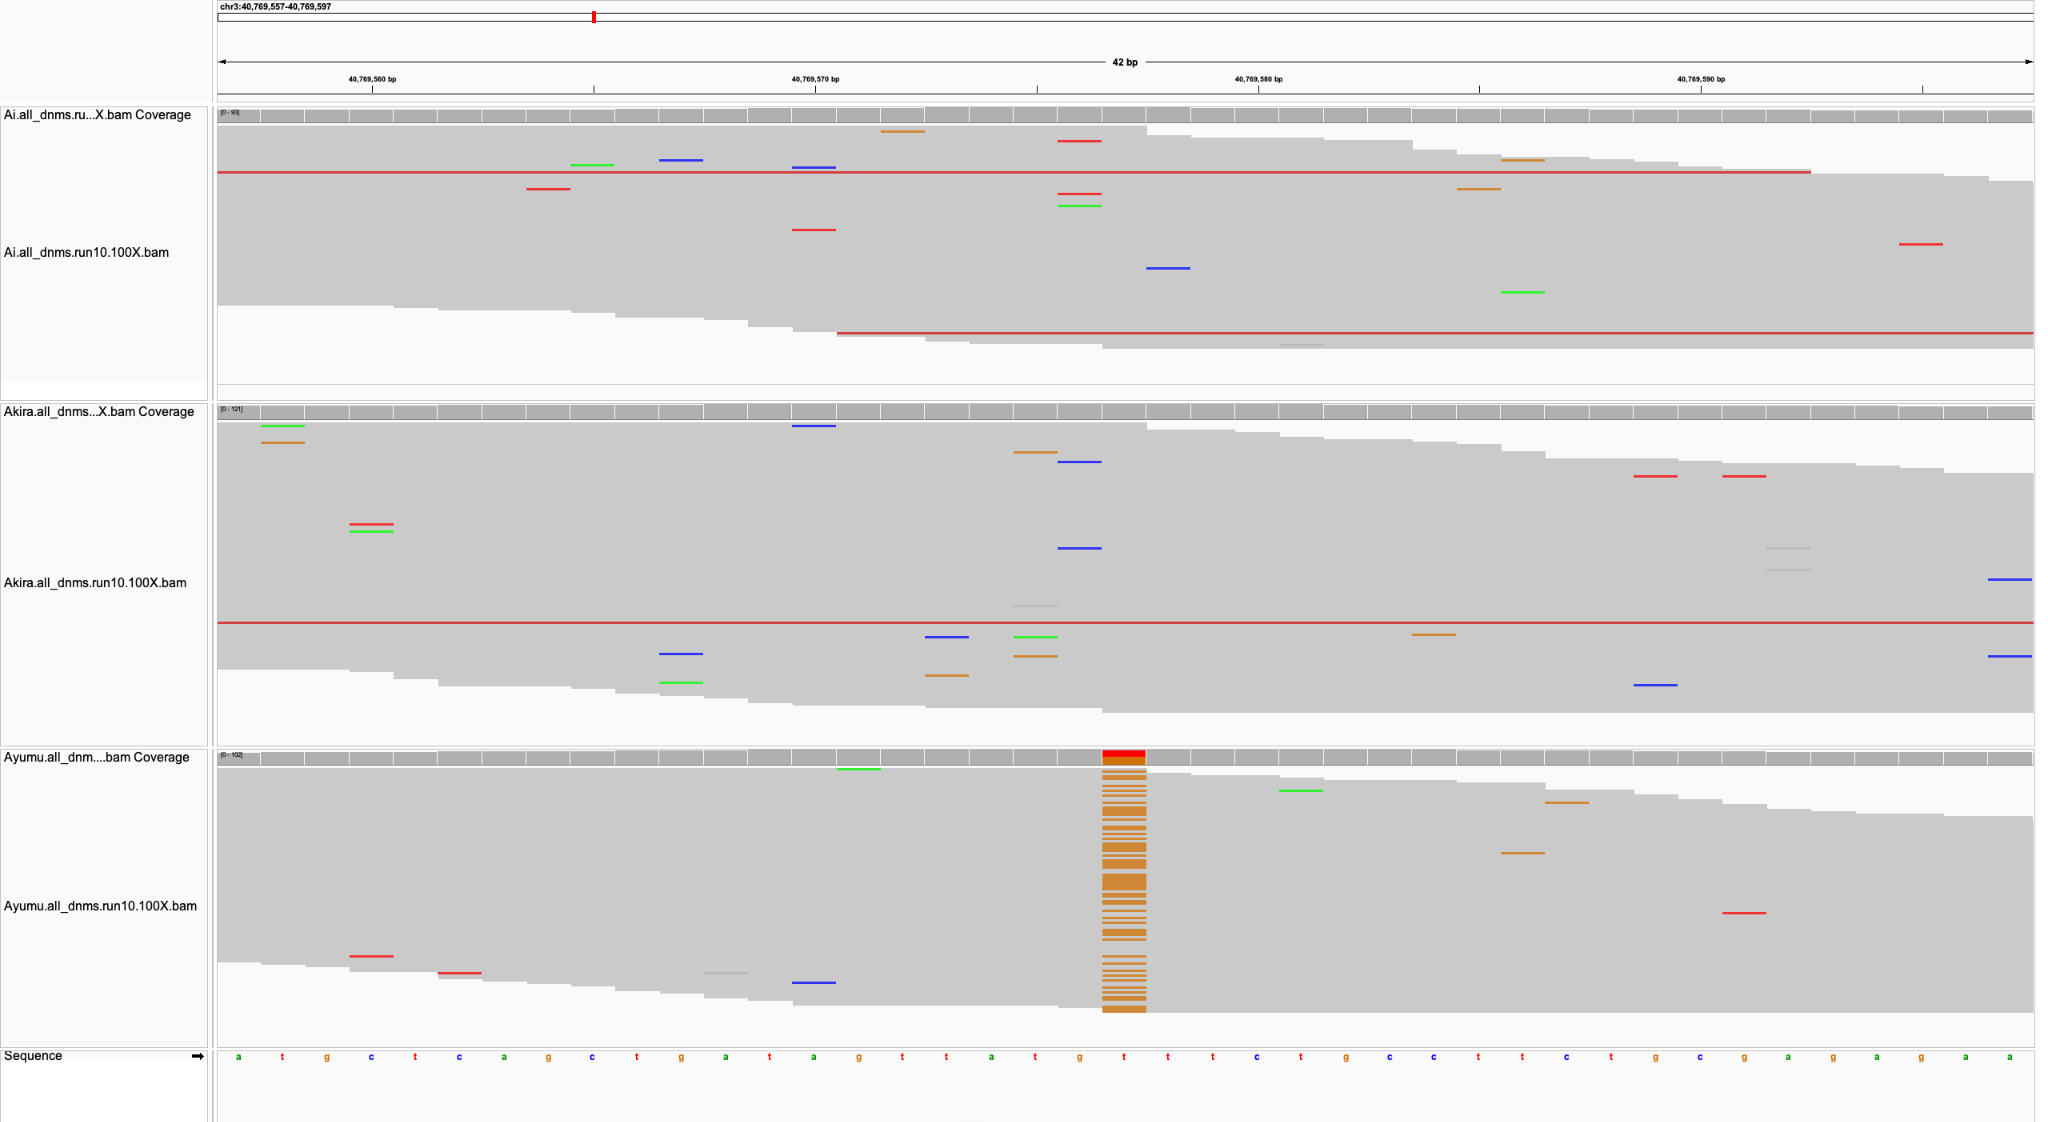 chr3:40,769,557-40,769,597
42 bp
40,769,560 bp 40,769,570 bp 40,769,580 bp 40,769,590 bp
Ai.all_dnms.ru...X.bam Coverage
[0 - 93]
Ai.all_dnms.run10.100X.bam
Akira.all_dnms...X.bam Coverage
[0 - 121]
Akira.all_dnms.run10.100X.bam
Ayumu.all_dnm....bam Coverage
[0 - 102]
Ayumu.all_dnms.run10.100X.bam
Sequence a t g c t c a g c t g a t a g t t a t g t t t c t g c c t t c t g c g a g a g a a